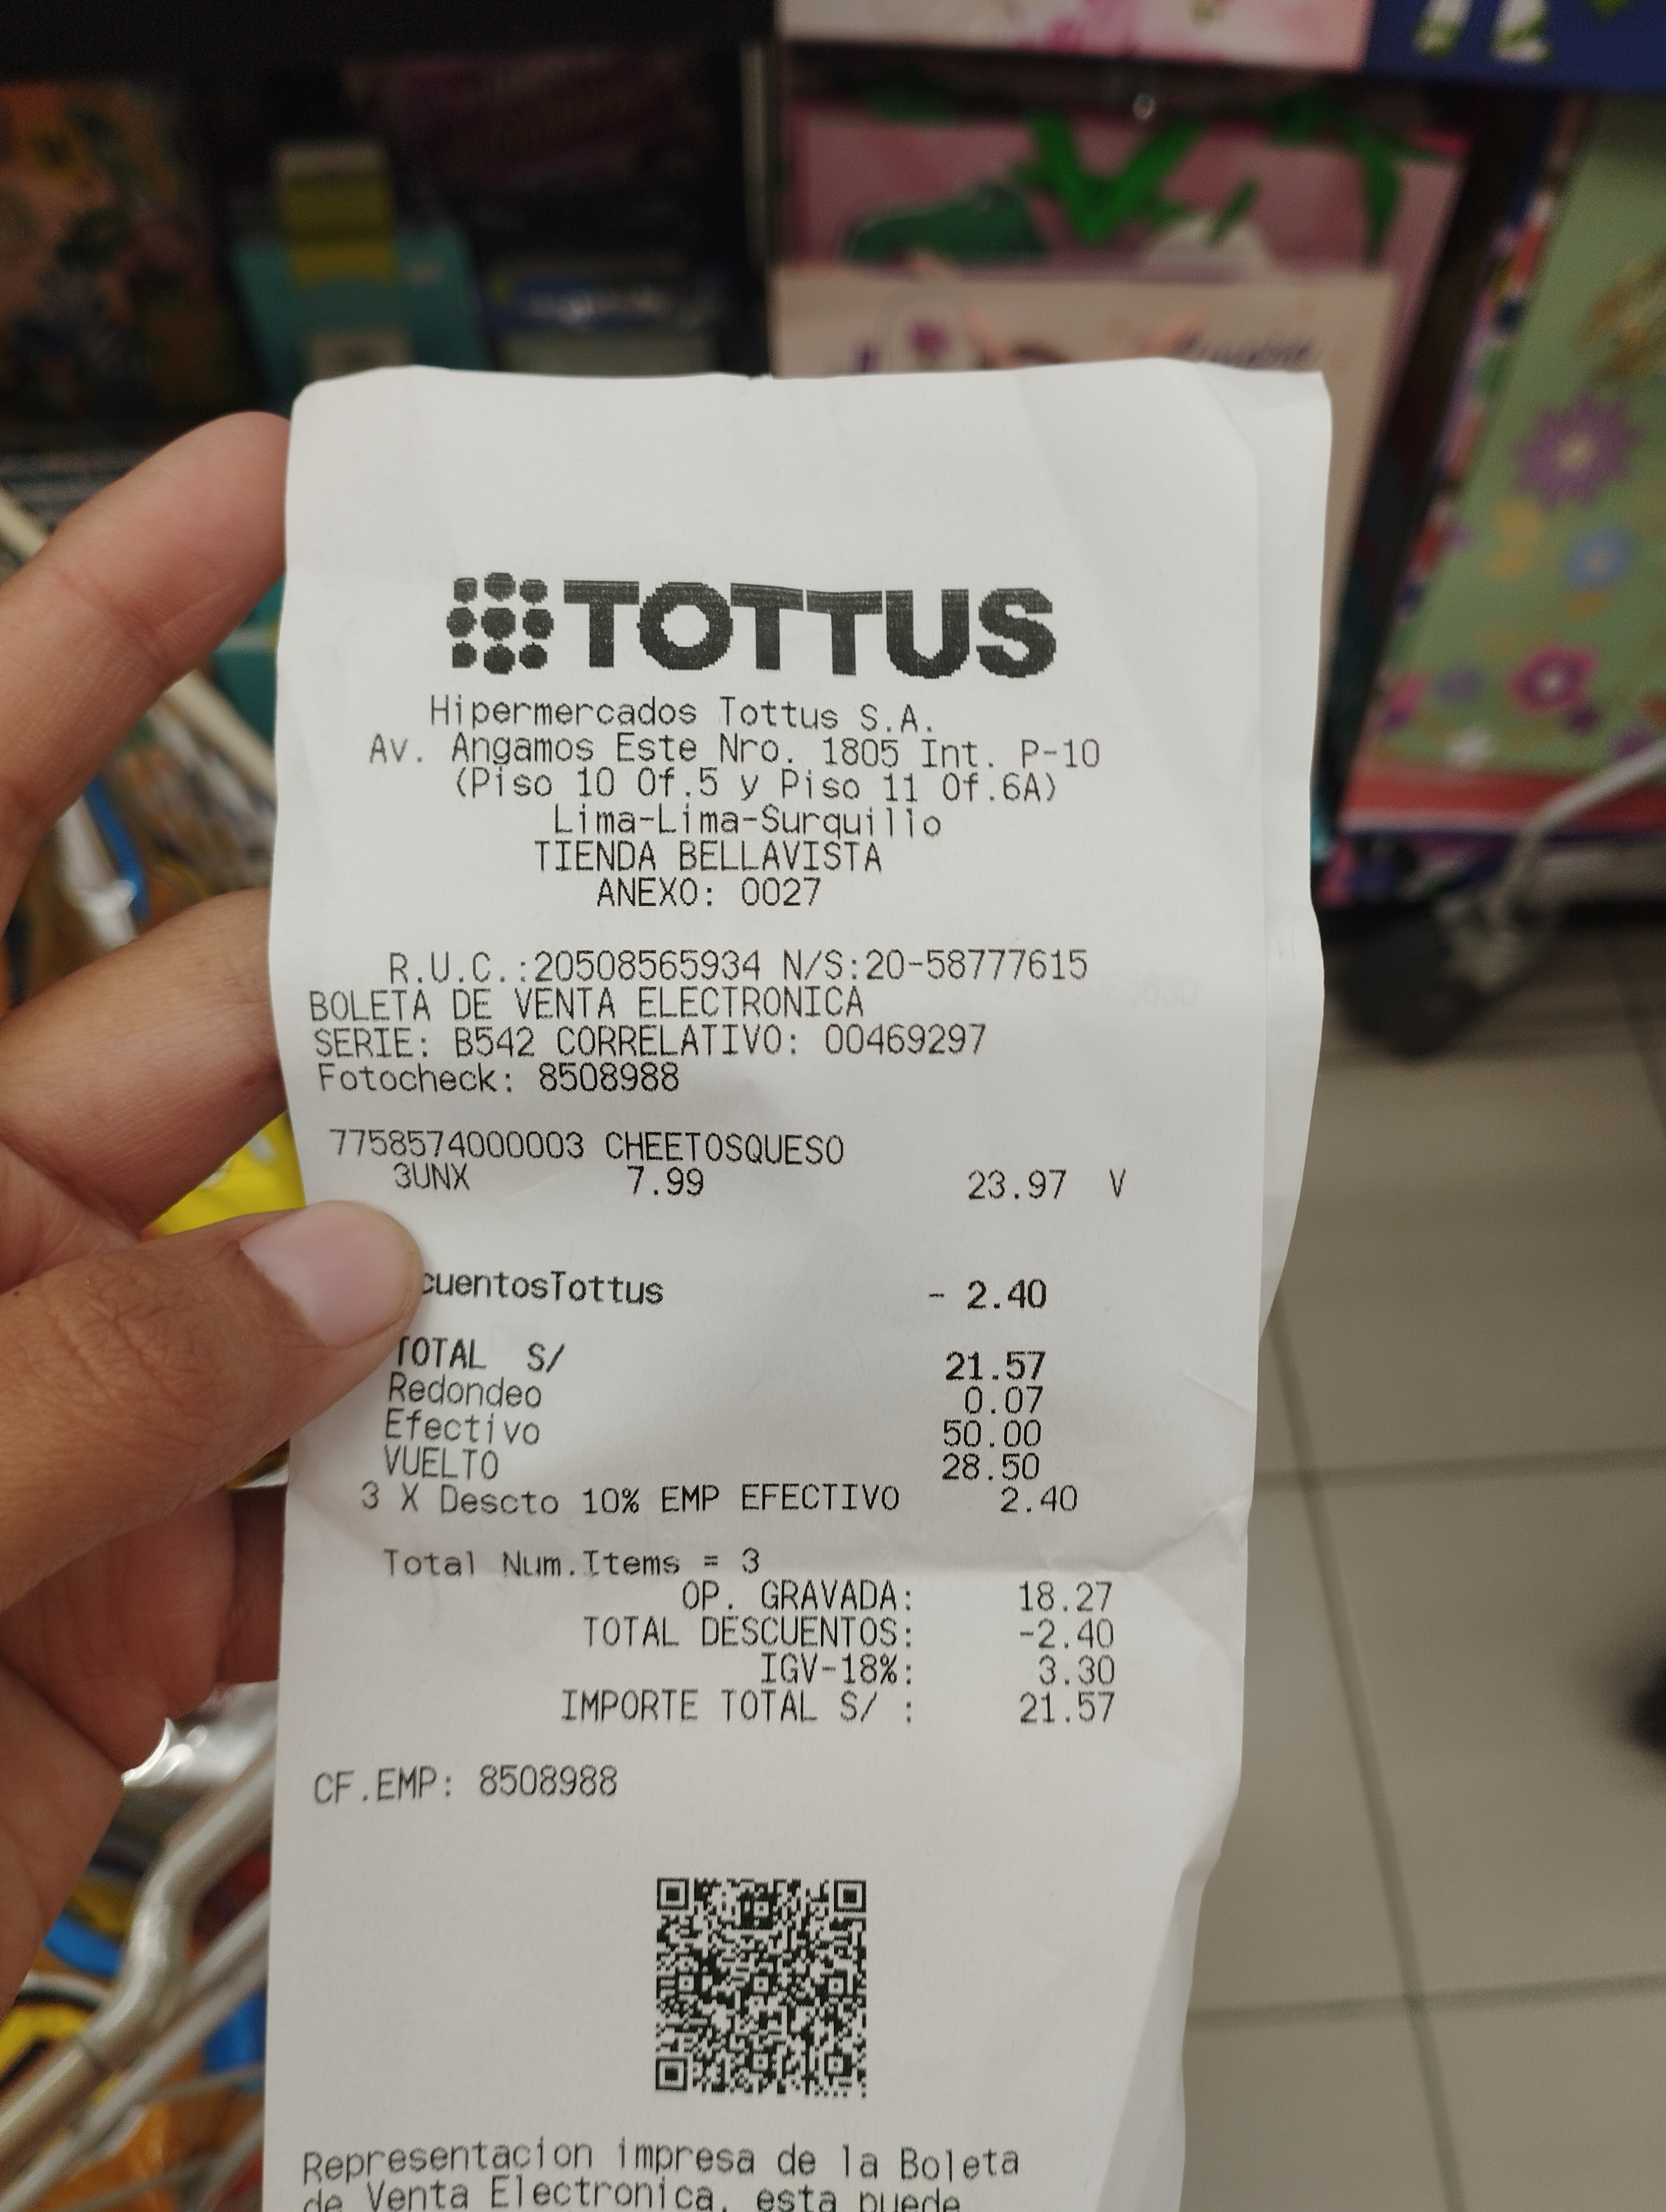 TOTTUS
Hipermercados Tottus S.A.
Av. Angamos Este Nro. 1805 Int. P-10
(Piso 10 Of.5 y Piso 11 Of.6A)
Lima-Lima-Surquillo
TIENDA BELLAVISTA
ANEXO: 0027
R.U.C.:20508565934 N/S:20-58777615
BOLETA DE VENTA ELECTRONICA
SERIE: B542 CORRELATIVO: 00469297
Fotocheck: 8508988
7758574000003 CHEETOSQUESO
3UNX 7.99 23.97 V
cuentosTottus - 2.40
TOTAL S/ 21.57
Redondeo 0.07
Efectivo 50.00
VUELTO 28.50
3 X Descto 10% EMP EFECTIVO 2.40
Total Num.Items = 3
OP. GRAVADA: 18.27
TOTAL DESCUENTOS: -2.40
IGV-18%: 3.30
IMPORTE TOTAL S/ : 21.57
CF.EMP: 8508988
Representacion impresa de la Boleta
de Venta Electronica, esta puede